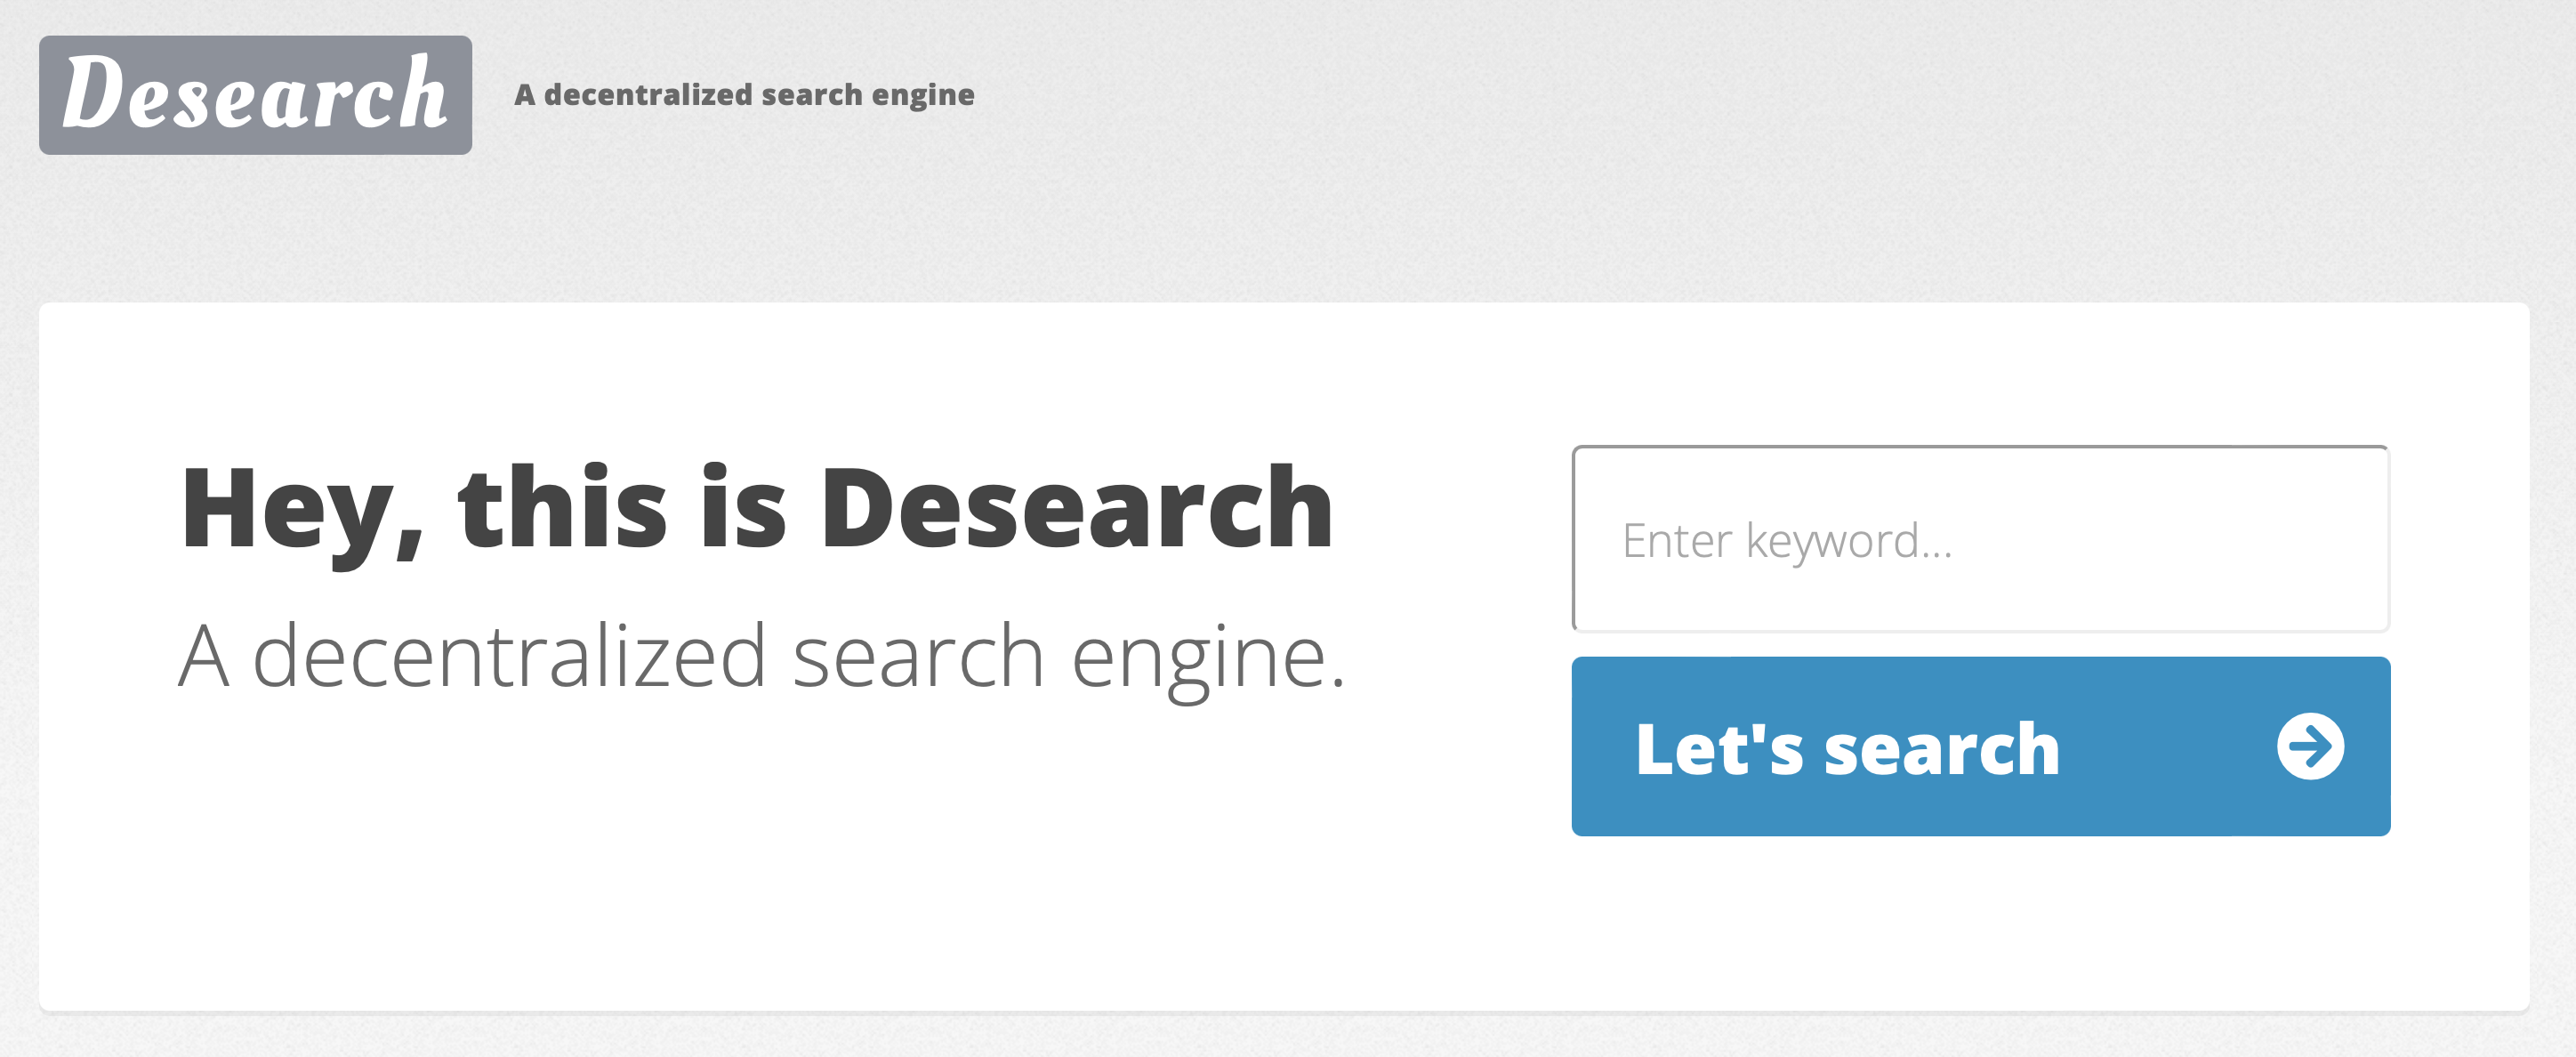 Desearch
A decentralized search engine
Hey, this is Desearch
A decentralized search engine.
Enter keyword...
Let's search